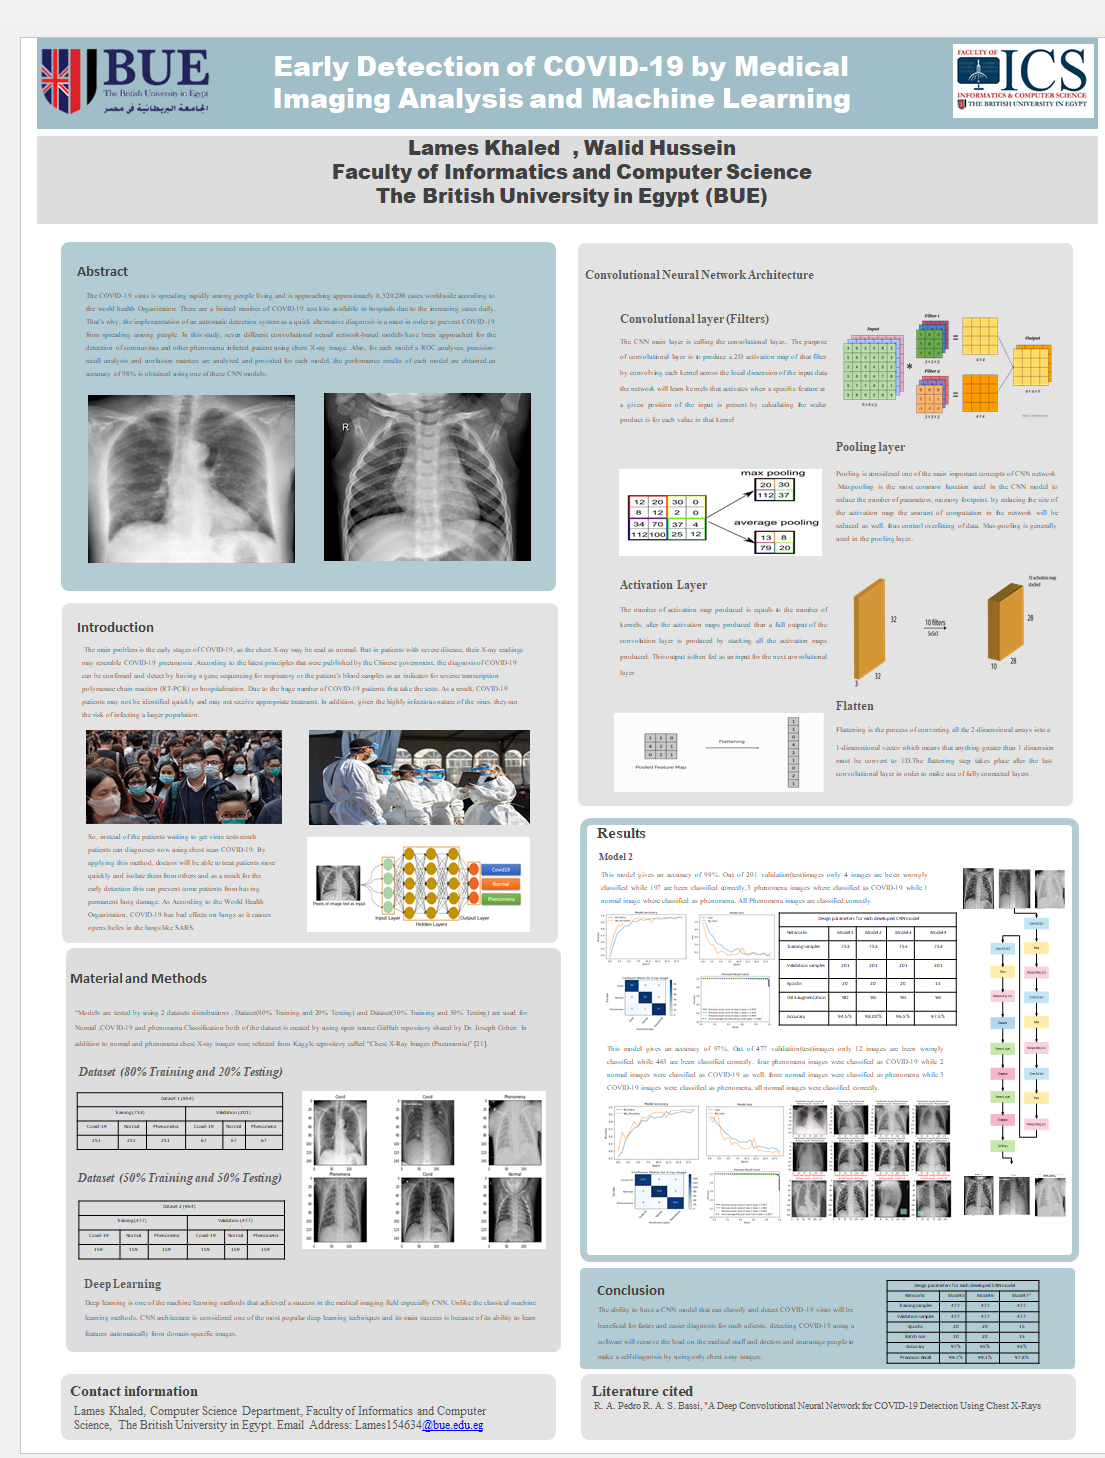 BUE
The British University in Egypt
الجامعة البريطانية في مصر
Early Detection of COVID-19 by Medical
Imaging Analysis and Machine Learning
FACULTY OF
ICS
INFORMATICS & COMPUTER SCIENCE
THE BRITISH UNIVERSITY IN EGYPT
Lames Khaled , Walid Hussein
Faculty of Informatics and Computer Science
The British University in Egypt (BUE)
Abstract
The COVID-19 virus is spreading rapidly among people living and is approaching approximately 8,320,288 cases worldwide according to
the world health Organization. There are a limited number of COVID-19 test kits available in hospitals due to the increasing cases daily.
That's why, the implementation of an automatic detection system as a quick alternative diagnosis is a must in order to prevent COVID-19
from spreading among people. In this study, seven different convolutional neural network-based models have been approached for the
detection of coronavirus and other phenomena infected patient using chest X-ray image. Also, for each model a ROC analyses, precision-
recall analysis and confusion matrices are analyzed and provided for each model. the performance results of each model are obtained.an
accuracy of 98% is obtained using one of these CNN models.
R
Introduction
The main problem is the early stages of COVID-19, as the chest X-ray may be read as normal. But in patients with severe disease, their X-ray readings
may resemble COVID-19 pneumonia .According to the latest principles that were published by the Chinese government, the diagnosis of COVID-19
can be confirmed and detect by having a gene sequencing for respiratory or the patient's blood samples as an indicator for reverse transcription
polymerase chain reaction (RT-PCR) or hospitalization. Due to the huge number of COVID-19 patients that take the tests. As a result, COVID-19
patients may not be identified quickly and may not receive appropriate treatment. In addition, given the highly infectious nature of the virus, they run
the risk of infecting a larger population.
So, instead of the patients waiting to get virus tests result
patients can diagnoses now using chest scan COVID-19. By
applying this method, doctors will be able to treat patients more
quickly and isolate them from others and as a result for the
early detection this can prevent some patients from having
permanent lung damage. As According to the World Health
Organization, COVID-19 has bad effects on lungs as it causes
opens holes in the lungs like SARS.
Pixels of image fed as input
Input Layer
Hidden Layers
Output Layer
Covid19
Normal
Phenomena
Material and Methods
"Models are tested by using 2 datasets distributions , Dataset(80% Training and 20% Testing) and Dataset(50% Training and 50% Testing) are used for
Normal ,COVID-19 and phenomena Classification both of the dataset is created by using open source GitHub repository shared by Dr. Joseph Cohen In
addition to normal and phenomena chest X-ray images were selected from Kaggle repository called "Chest X-Ray Images (Pneumonia)" [21].
Dataset (80% Training and 20% Testing)
Dataset 1 (954)
Training(754) Validation (201)
Covid-19 Normal Phenomena Covid-19 Normal Phenomena
251 251 251 67 67 67
Dataset (50% Training and 50% Testing)
Dataset 2 (954)
Training(477) Validation (477)
Covid-19 Normal Phenomena Covid-19 Normal Phenomena
159 159 159 159 159 159
Covid Covid Phenomena
Phenomena Covid Normal
Deep Learning
Deep learning is one of the machine learning methods that achieved a success in the medical imaging field especially CNN. Unlike the classical machine
learning methods, CNN architecture is considered one of the most popular deep learning techniques and its main success is because of its ability to learn
features automatically from domain-specific images.
Contact information
Lames Khaled, Computer Science Department, Faculty of Informatics and Computer
Science, The British University in Egypt. Email Address: Lames154634@bue.edu.eg
Convolutional Neural Network Architecture
Convolutional layer (Filters)
The CNN main layer is calling the convolutional layer.. The purpose
of convolutional layer is to produce a 2D activation map of that filter
by convolving each kernel across the local dimension of the input data
the network will learn kernels that activates when a specific feature at
a given position of the input is present by calculating the scalar
product is for each value in that kernel
Input
Filter 1
Output
Pooling layer
Pooling is considered one of the main important concepts of CNN network
.Maxpooling is the most common function used in the CNN model to
reduce the number of parameters, memory footprint. by reducing the size of
the activation map the amount of computation in the network will be
reduced as well, thus control overfitting of data. Max-pooling is generally
used in the pooling layer..
max pooling
20 30
112 37
12 20 30 0
8 12 2 0
34 70 37 4
112 100 25 12
average pooling
13 8
79 20
Activation Layer
The number of activation map produced is equals to the number of
kernels, after the activation maps produced than a full output of the
convolution layer is produced by stacking all the activation maps
produced. This output is then fed as an input for the next convolutional
layer
32
32
3
10 filters
5x5x3
10 activation map
stacked
28
28
10
Flatten
Flattening is the process of converting all the 2-dimensional arrays into a
1-dimensional vector which means that anything greater than 1 dimension
must be convert to 1D.The flattening step takes place after the last
convolutional layer in order to make use of fully connected layers .
1 1 0
4 2 1
0 2 1
Pooled Feature Map
Flattening
1
1
0
4
2
1
0
2
1
Results
Model 2
This model gives an accuracy of 98%. Out of 201 validation(test)images only 4 images are been wrongly
classified while 197 are been classified correctly.3 phenomena images where classified as COVID-19 while 1
normal image where classified as phenomena. All Phenomena images are classified correctly.
Design parameters for each developed CNN model
Networks Model1 Model2 Model3 Model4
Training samples 753 753 753 753
Validation samples 201 201 201 201
Epochs 20 20 20 15
Data augmentation NO Yes Yes Yes
Accuracy 94.5% 98.00% 96.5% 97.5%
This model gives an accuracy of 97%. Out of 477 validation(test)images only 12 images are been wrongly
classified while 465 are been classified correctly. four phenomena images were classified as COVID-19 while 2
normal images were classified as COVID-19 as well. three normal images were classified as phenomena while 3
COVID-19 images were classified as phenomena, all normal images were classified correctly.
Conclusion
The ability to have a CNN model that can classify and detect COVID-19 virus will be
beneficial for faster and easier diagnosis for such a diseis. detecting COVID-19 using a
software will remove the load on the medical stuff and doctors and encourage people to
make a self-diagnosis by using only chest x-ray images.
Design parameters for each developed CNN model
Networks Model5 Model6 Model7"
Training samples 477 477 477
Validation samples 477 477 477
Epochs 20 20 15
Batch size 20 20 15
Accuracy 97% 95% 93%
Precision-Recall 99.7% 99.1% 97.8%
Literature cited
R. A. Pedro R. A. S. Bassi, "A Deep Convolutional Neural Network for COVID-19 Detection Using Chest X-Rays